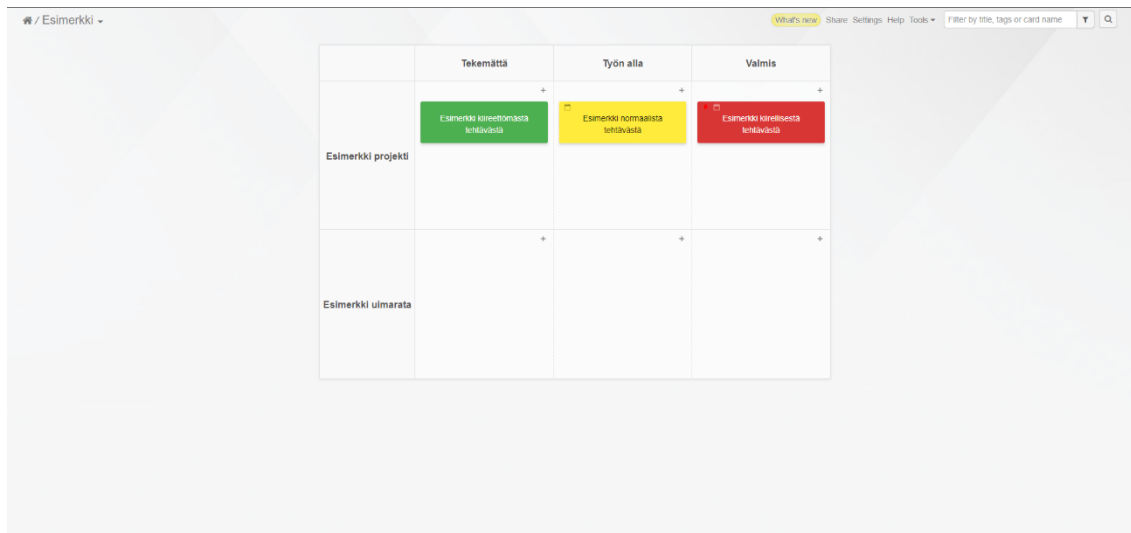 / Esimerkki
What's new Share Settings Help Tools Filter by title, tags or card name
Tekemättä Työn alla Valmis
+ + +
Esimerkki kiireettömästä
tehtävästä
Esimerkki normaalista
tehtävästä
Esimerkki kiireellisestä
tehtävästä
Esimerkki projekti
+ + +
Esimerkki uimarata